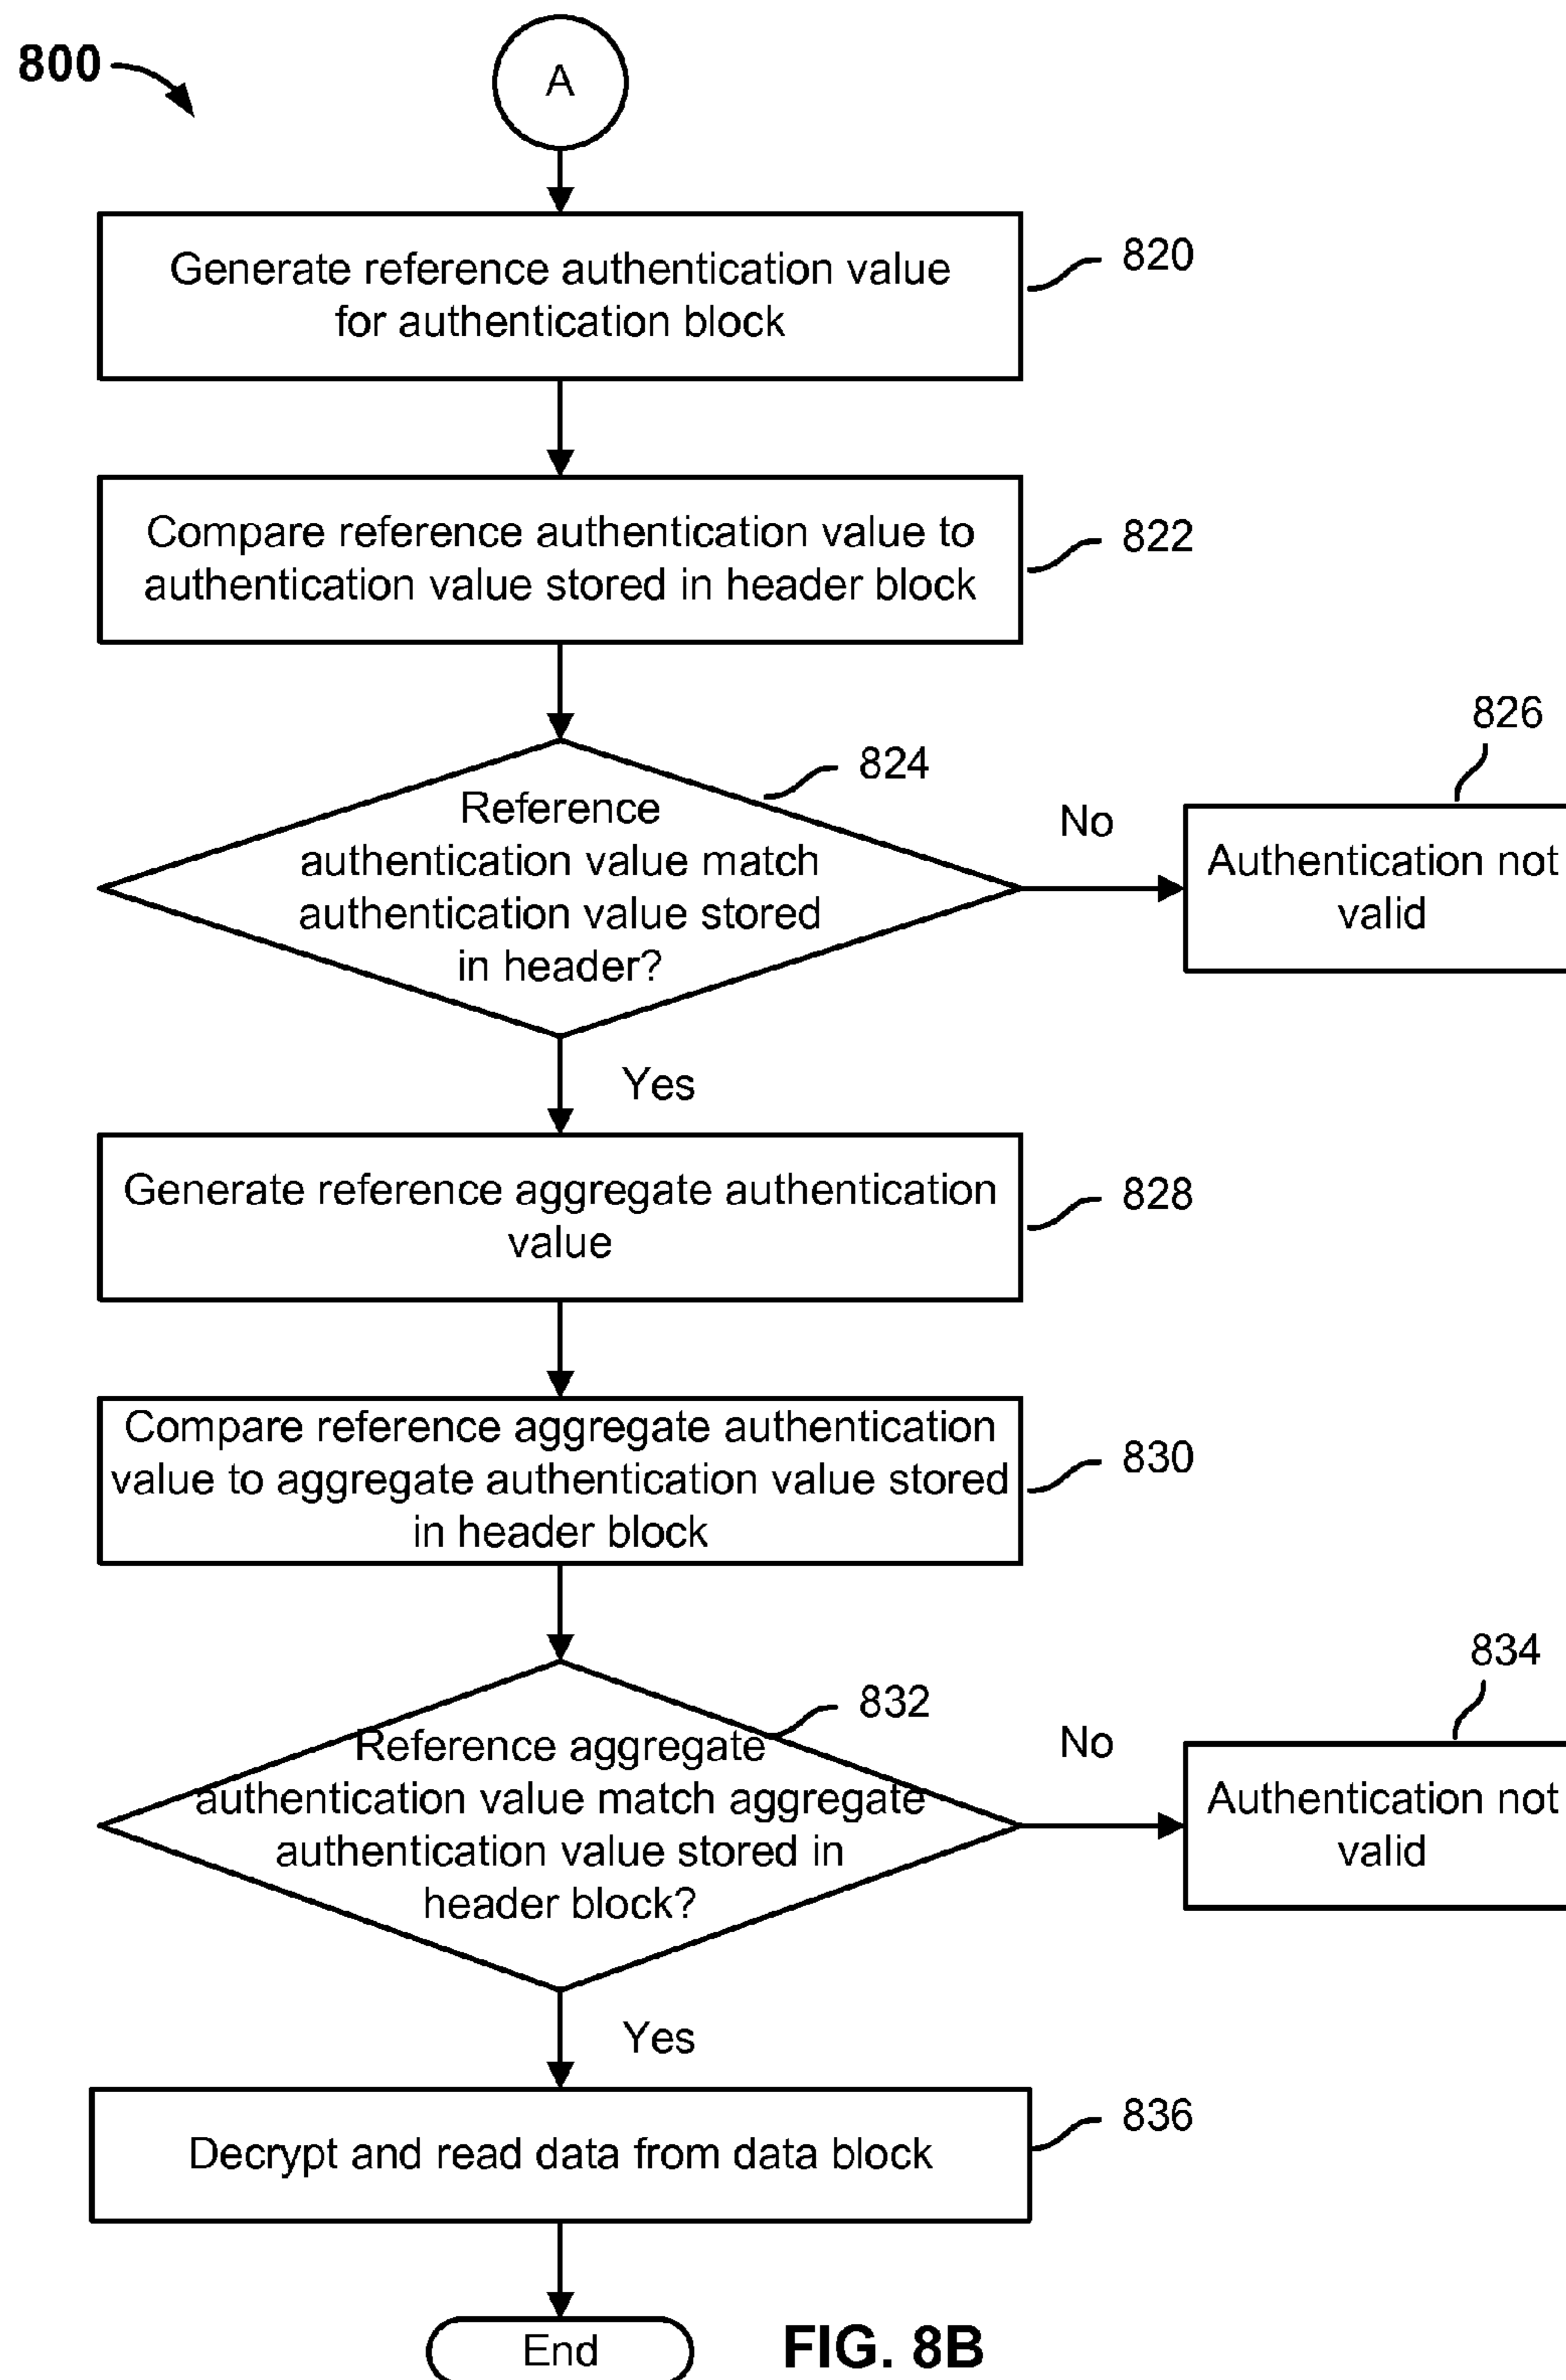 800
A
Generate reference authentication value
for authentication block
820
Compare reference authentication value to
authentication value stored in header block
822
824
Reference
authentication value match
authentication value stored
in header?
No
826
Authentication not
valid
Yes
Generate reference aggregate authentication
value
828
Compare reference aggregate authentication
value to aggregate authentication value stored
in header block
830
832
Reference aggregate
authentication value match aggregate
authentication value stored in
header block?
No
834
Authentication not
valid
Yes
Decrypt and read data from data block
836
End
FIG. 8B